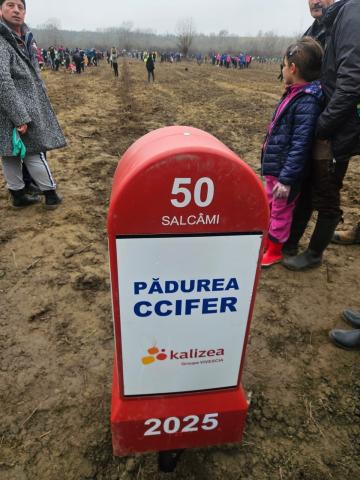 50
SALCÂMI
PĂDUREA
CCIFER
kalizea
Groupe VIVESCIA
2025